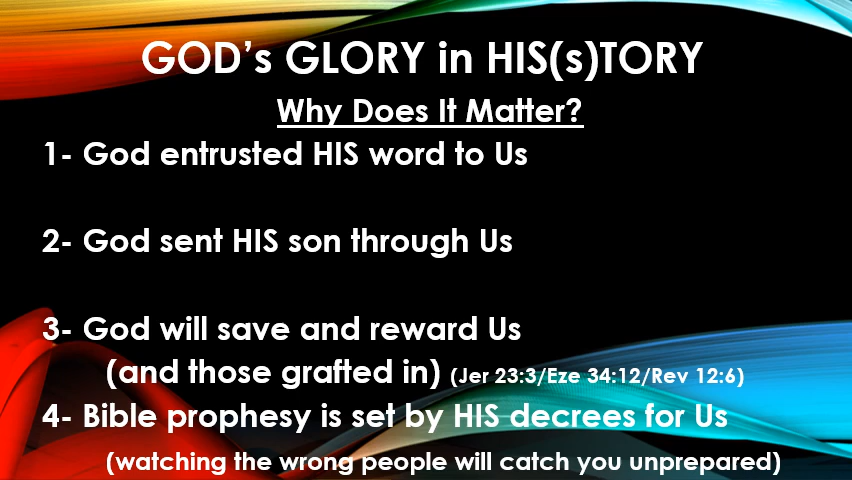 GOD’s GLORY in HIS(s)TORY
Why Does It Matter?
1- God entrusted HIS word to Us
2- God sent HIS son through Us
3- God will save and reward Us
(and those grafted in) (Jer 23:3/Eze 34:12/Rev 12:6)
4- Bible prophesy is set by HIS decrees for Us
(watching the wrong people will catch you unprepared)